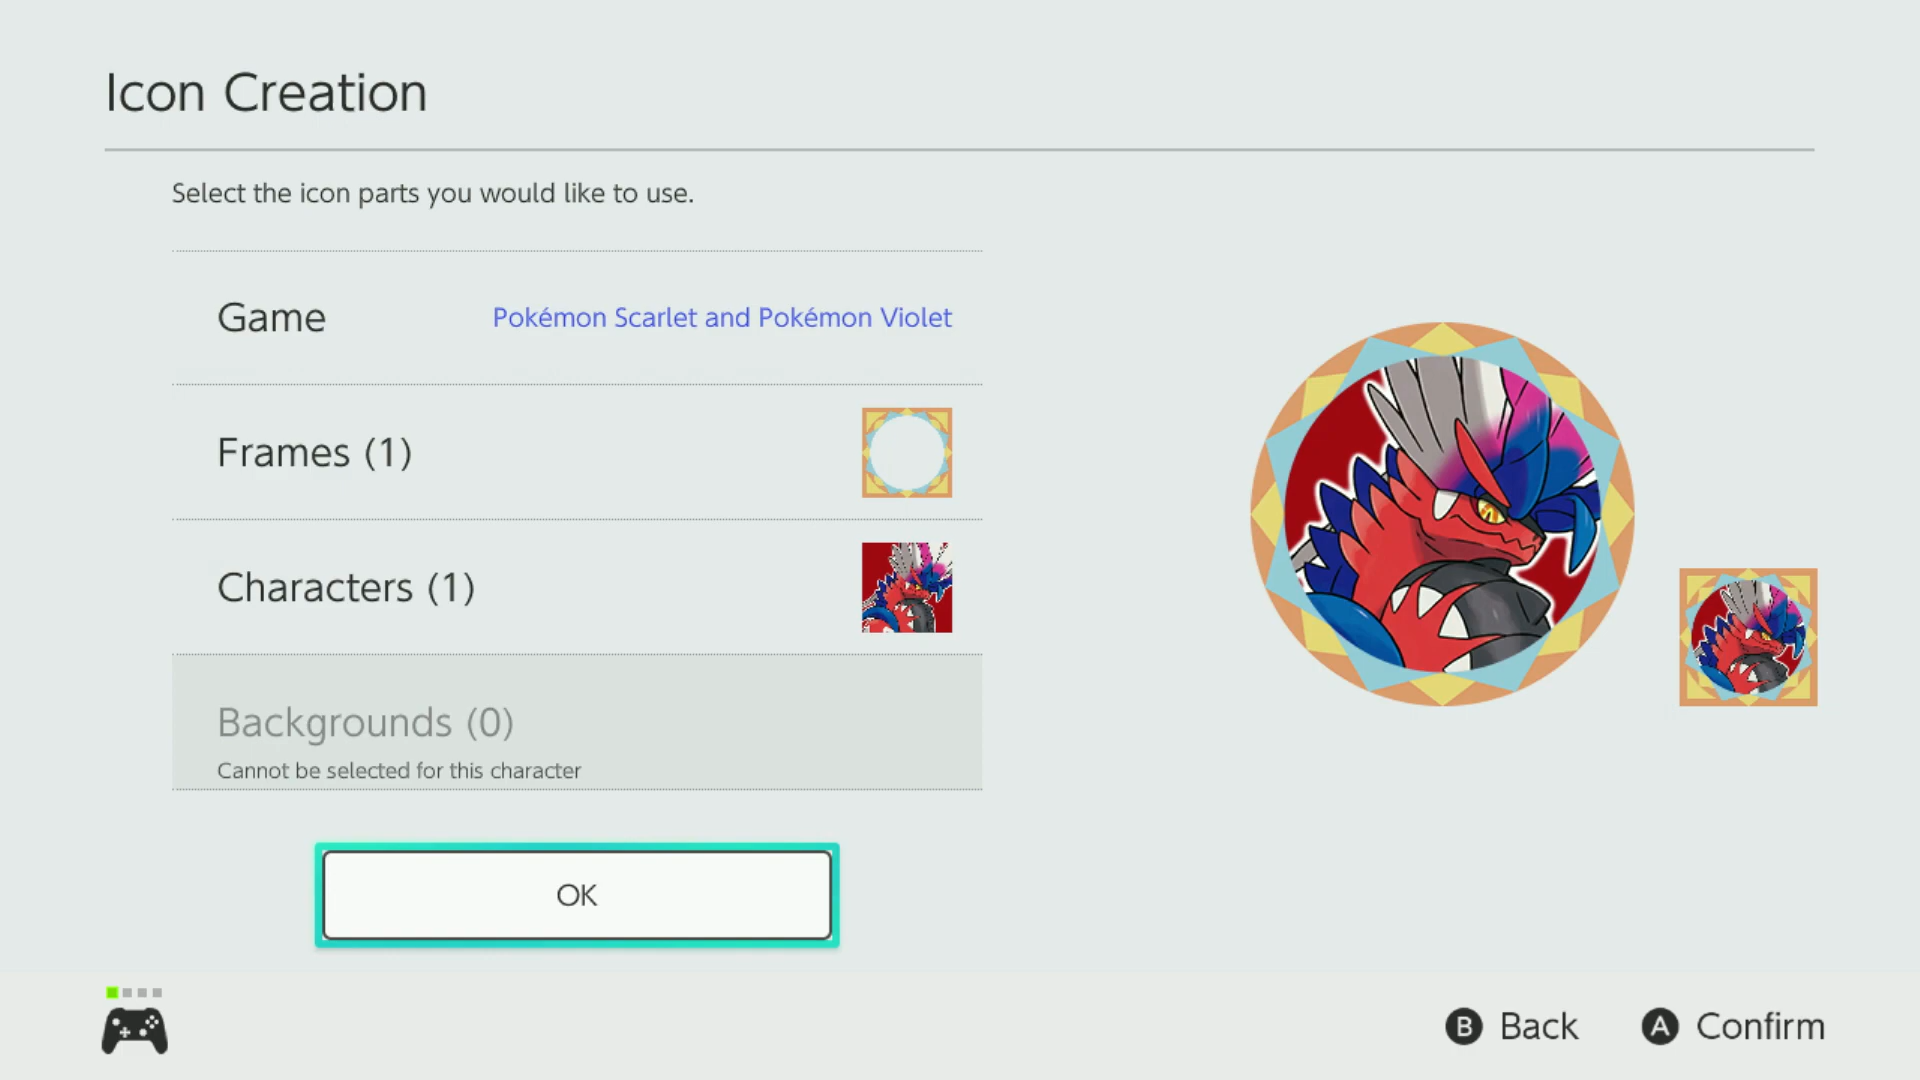 Icon Creation
Select the icon parts you would like to use.
Game Pokémon Scarlet and Pokémon Violet
Frames (1)
Characters (1)
Backgrounds (0)
Cannot be selected for this character
OK
B Back A Confirm